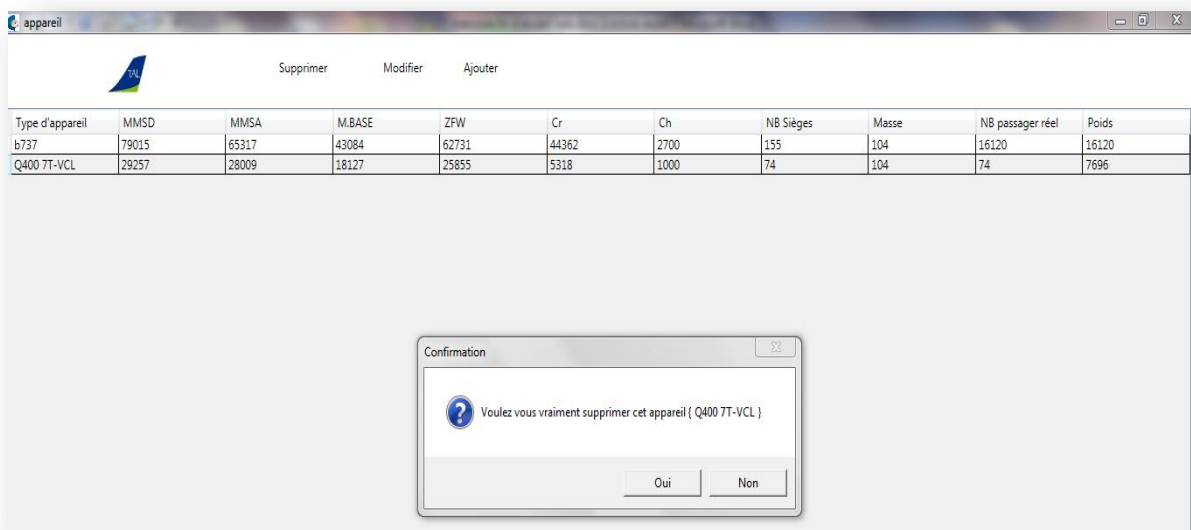 appareil
TAL
Supprimer Modifier Ajouter
Type d'appareil MMSD MMSA M.BASE ZFW Cr Ch NB Sièges Masse NB passager réel Poids
b737 79015 65317 43084 62731 44362 2700 155 104 16120 16120
Q400 7T-VCL 29257 28009 18127 25855 5318 1000 74 104 74 7696
Confirmation
Voulez vous vraiment supprimer cet appareil { Q400 7T-VCL }
Oui Non